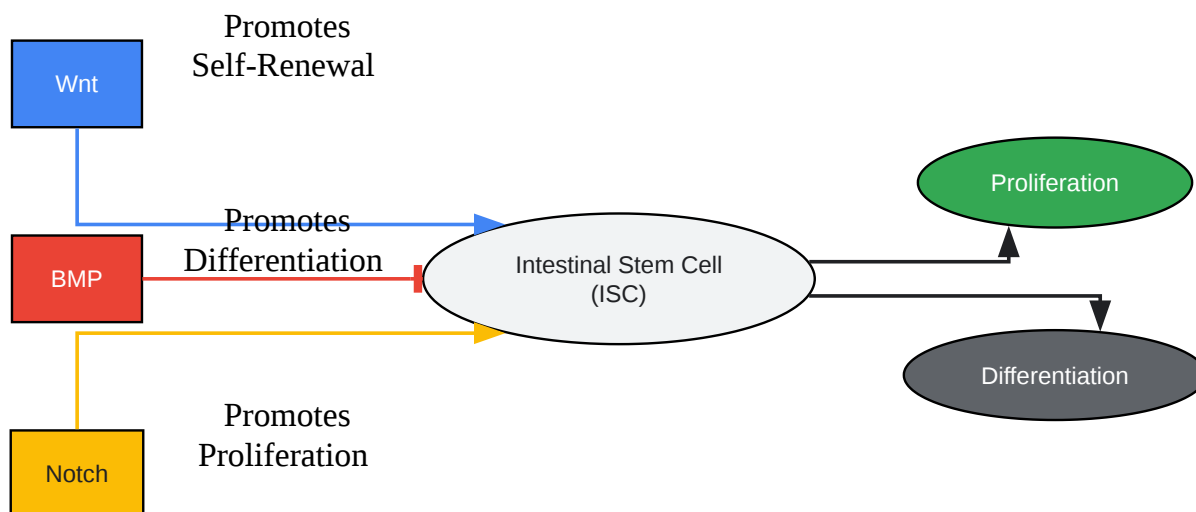 Promotes
Self-Renewal
Wnt
Proliferation
Promotes
Differentiation
BMP
Intestinal Stem Cell
(ISC)
Differentiation
Promotes
Proliferation
Notch